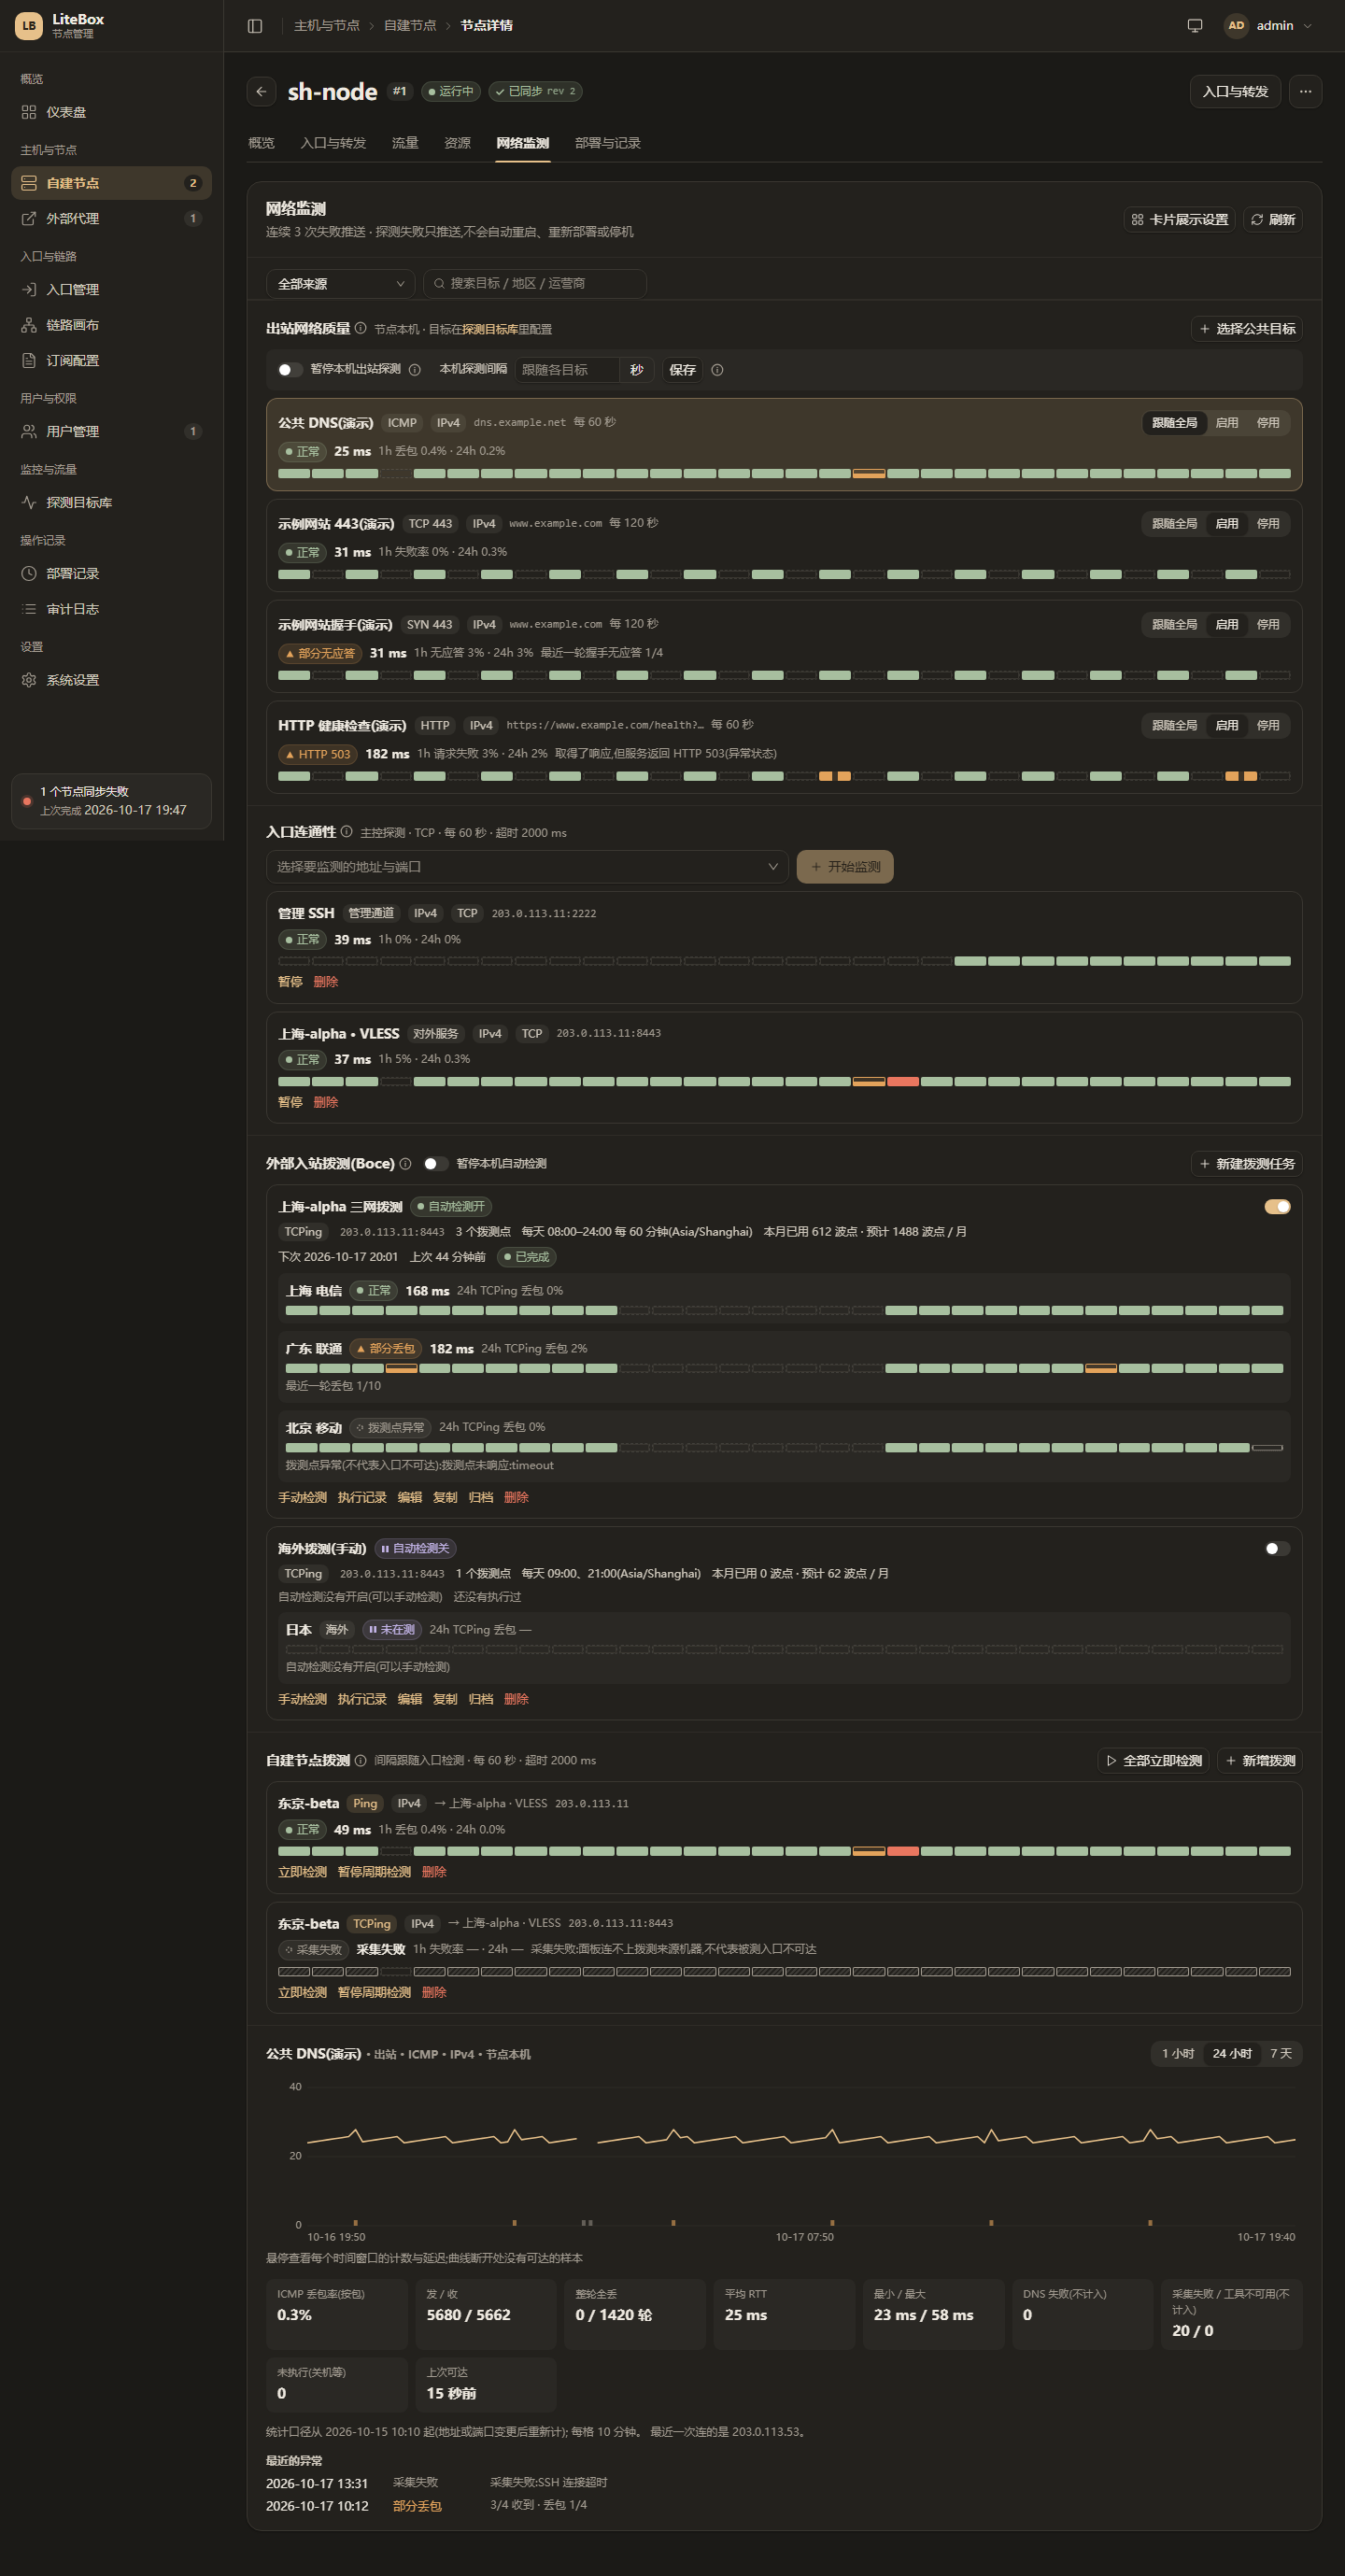 LB
LiteBox
节点管理
主机与节点
自建节点
节点详情
AD
admin
概览
仪表盘
主机与节点
自建节点
2
外部代理
1
入口与链路
入口管理
链路画布
订阅配置
用户与权限
用户管理
1
监控与流量
探测目标库
操作记录
部署记录
审计日志
设置
系统设置
1 个节点同步失败
上次完成 2026-10-17 19:47
sh-node #1 运行中 已同步 rev 2
入口与转发
概览 入口与转发 流量 资源 网络监测 部署与记录
网络监测
连续 3 次失败推送 · 探测失败只推送,不会自动重启、重新部署或停机
卡片展示设置
刷新
全部来源
搜索目标 / 地区 / 运营商
出站网络质量 节点本机 · 目标在探测目标库里配置
选择公共目标
暂停本机出站探测 本机探测间隔 跟随各目标 秒 保存
公共 DNS(演示) ICMP IPv4 dns.example.net 每 60 秒
跟随全局 启用 停用
正常 25 ms 1h 丢包 0.4% · 24h 0.2%
示例网站 443(演示) TCP 443 IPv4 www.example.com 每 120 秒
跟随全局 启用 停用
正常 31 ms 1h 失败率 0% · 24h 0.3%
示例网站握手(演示) SYN 443 IPv4 www.example.com 每 120 秒
跟随全局 启用 停用
部分无应答 31 ms 1h 无应答 3% · 24h 3% 最近一轮握手无应答 1/4
HTTP 健康检查(演示) HTTP IPv4 https://www.example.com/health?… 每 60 秒
跟随全局 启用 停用
HTTP 503 182 ms 1h 请求失败 3% · 24h 2% 取得了响应,但服务返回 HTTP 503(异常状态)
入口连通性 主控探测 · TCP · 每 60 秒 · 超时 2000 ms
选择要监测的地址与端口
开始监测
管理 SSH 管理通道 IPv4 TCP 203.0.113.11:2222
正常 39 ms 1h 0% · 24h 0%
暂停 删除
上海-alpha • VLESS 对外服务 IPv4 TCP 203.0.113.11:8443
正常 37 ms 1h 5% · 24h 0.3%
暂停 删除
外部入站拨测(Boce) 暂停本机自动检测
新建拨测任务
上海-alpha 三网拨测 自动检测开
TCPing 203.0.113.11:8443 3 个拨测点 每天 08:00–24:00 每 60 分钟(Asia/Shanghai) 本月已用 612 波点 · 预计 1488 波点 / 月
下次 2026-10-17 20:01 上次 44 分钟前 已完成
上海 电信 正常 168 ms 24h TCPing 丢包 0%
广东 联通 部分丢包 182 ms 24h TCPing 丢包 2%
最近一轮丢包 1/10
北京 移动 拨测点异常 24h TCPing 丢包 0%
拨测点异常(不代表入口不可达):拨测点未响应:timeout
手动检测 执行记录 编辑 复制 归档 删除
海外拨测(手动) 自动检测关
TCPing 203.0.113.11:8443 1 个拨测点 每天 09:00、21:00(Asia/Shanghai) 本月已用 0 波点 · 预计 62 波点 / 月
自动检测没有开启(可以手动检测) 还没有执行过
日本 海外 未在测 24h TCPing 丢包 —
自动检测没有开启(可以手动检测)
手动检测 执行记录 编辑 复制 归档 删除
自建节点拨测 间隔跟随入口检测 · 每 60 秒 · 超时 2000 ms
全部立即检测
新增拨测
东京-beta Ping IPv4 → 上海-alpha · VLESS 203.0.113.11
正常 49 ms 1h 丢包 0.4% · 24h 0.0%
立即检测 暂停周期检测 删除
东京-beta TCPing IPv4 → 上海-alpha · VLESS 203.0.113.11:8443
采集失败 采集失败 1h 失败率 — · 24h — 采集失败:面板连不上拨测来源机器,不代表被测入口不可达
立即检测 暂停周期检测 删除
公共 DNS(演示) • 出站 • ICMP • IPv4 • 节点本机
1 小时 24 小时 7 天
40
20
0
10-16 19:50
10-17 07:50
10-17 19:40
悬停查看每个时间窗口的计数与延迟;曲线断开处没有可达的样本
ICMP 丢包率(按包)
0.3%
发 / 收
5680 / 5662
整轮全丢
0 / 1420 轮
平均 RTT
25 ms
最小 / 最大
23 ms / 58 ms
DNS 失败(不计入)
0
采集失败 / 工具不可用(不计入)
20 / 0
未执行(关机等)
0
上次可达
15 秒前
统计口径从 2026-10-15 10:10 起(地址或端口变更后重新计); 每格 10 分钟。 最近一次连的是 203.0.113.53。
最近的异常
2026-10-17 13:31 采集失败 采集失败:SSH 连接超时
2026-10-17 10:12 部分丢包 3/4 收到 · 丢包 1/4